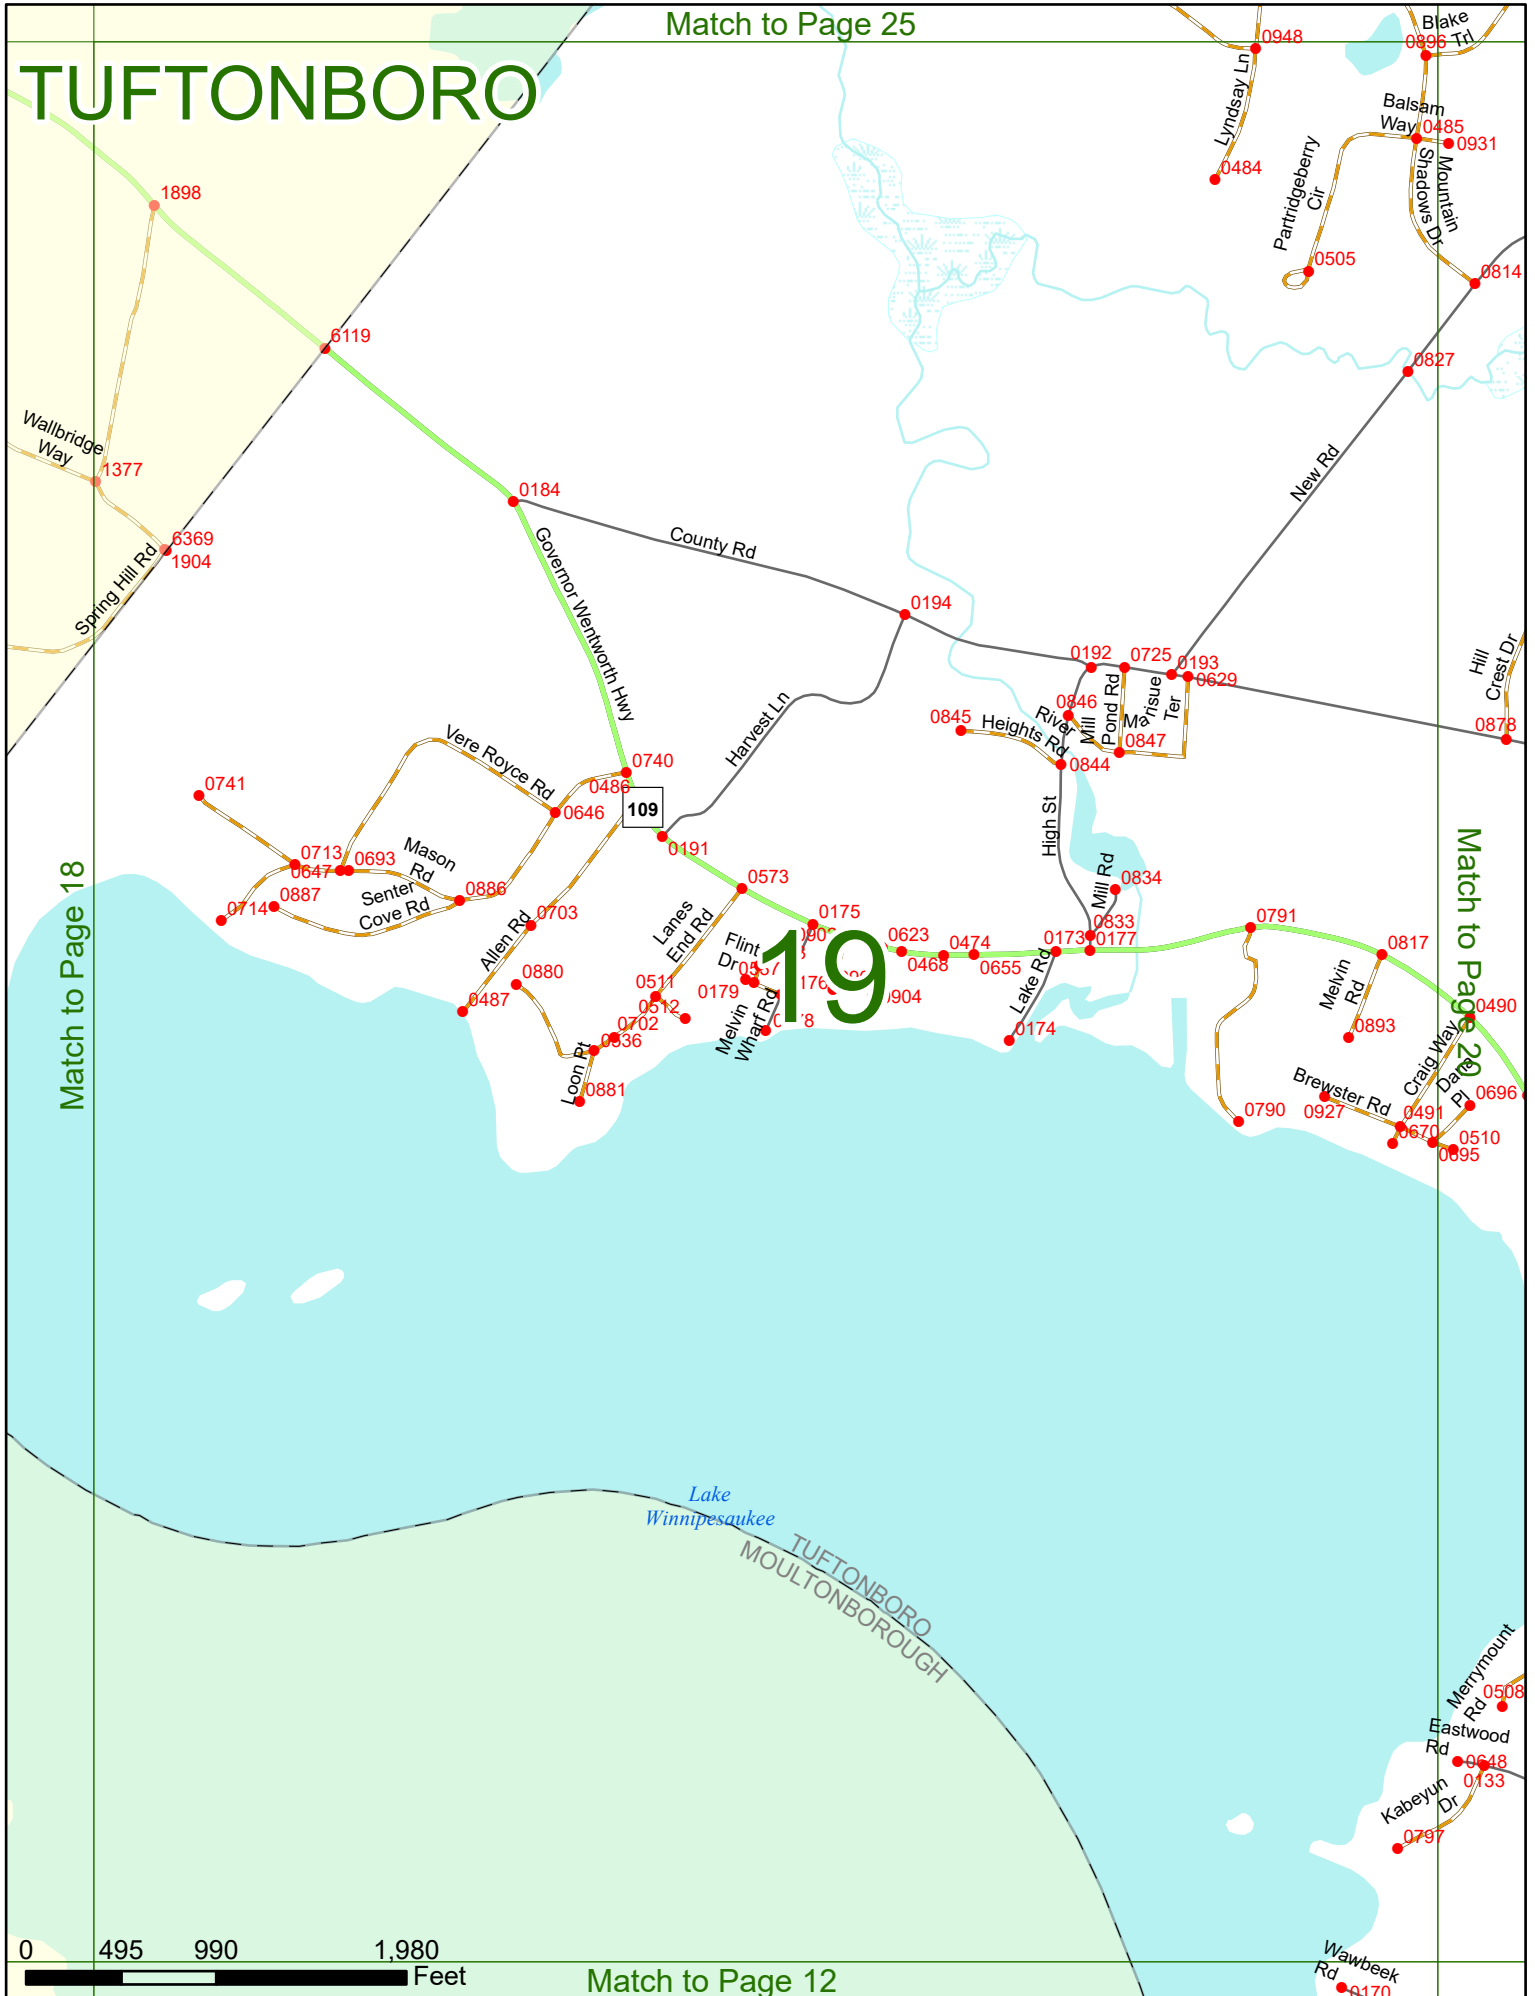 Match to Page 25
TUFTONBORO
0948
Blake
Trl
0896
Lyndsay Ln
Balsam
Way
0485
0931
0484
Partridgeberry
Cir
Mountain
Shadows Dr
0505
0814
1898
6119
0827
Wallbridge
Way
1377
New Rd
0184
6369
1904
Spring Hill Rd
County Rd
Governor Wentworth Hwy
0194
0192
0725
0193
0629
Hill
Crest Dr
0878
Harvest Ln
0846
0845
River
Heights Rd
Mill
Pond Rd
Marisue
Ter
0847
0844
Vere Royce Rd
0740
0486
0741
0646
109
0191
High St
0713
0647
0693
Mason
Rd
0887
Senter
Cove Rd
0886
0714
0573
Mill Rd
0834
Match to Page 18
Match to Page 20
0703
Allen Rd
Lanes
End Rd
0175
0623
0468
0474
0655
0173
0833
0177
0791
0817
Flint
Dr
0179
19
0904
0880
0511
0512
0487
0702
0536
Melvin
Wharf Rd
Lake Rd
0174
Melvin
Rd
0893
0490
Craig Way
Dana
Pl
0696
Loon Pt
0881
0790
Brewster Rd
0927
0491
0670
0510
0695
Lake
Winnipesaukee
TUFTONBORO
MOULTONBOROUGH
Merrymount
Rd
0508
Eastwood
Rd
0648
0133
Kabeyun
Dr
0797
0 495 990 1,980
Feet
Match to Page 12
Wawbeek
Rd
0170